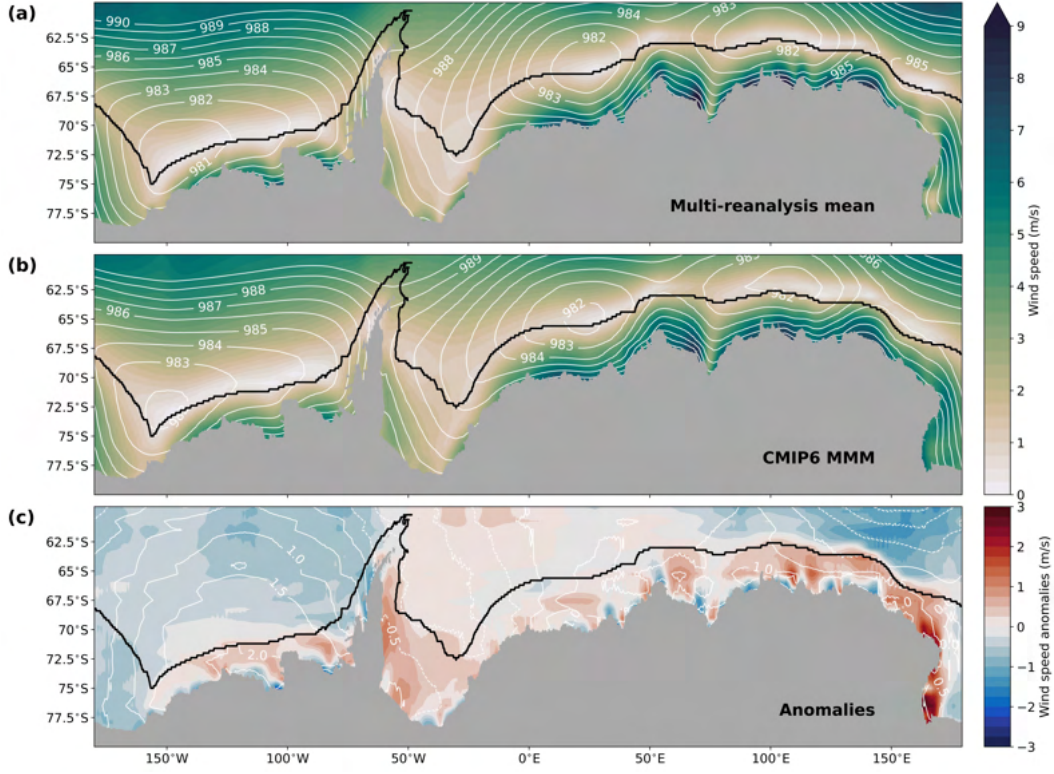 (a)
990
989
988
986
987
985
984
983
982
981
988
984
983
982
982
983
985
985
62.5°S
65°S
67.5°S
70°S
72.5°S
75°S
77.5°S
Multi-reanalysis mean
(b)
988
986
987
985
984
983
989
982
983
984
986
62.5°S
65°S
67.5°S
70°S
72.5°S
75°S
77.5°S
CMIP6 MMM
9
8
7
6
5
4
3
2
1
0
Wind speed (m/s)
(c)
1.0
1.5
2.0
0.5
1.0
62.5°S
65°S
67.5°S
70°S
72.5°S
75°S
77.5°S
Anomalies
3
2
1
0
−1
−2
−3
Wind speed anomalies (m/s)
150°W
100°W
50°W
0°E
50°E
100°E
150°E